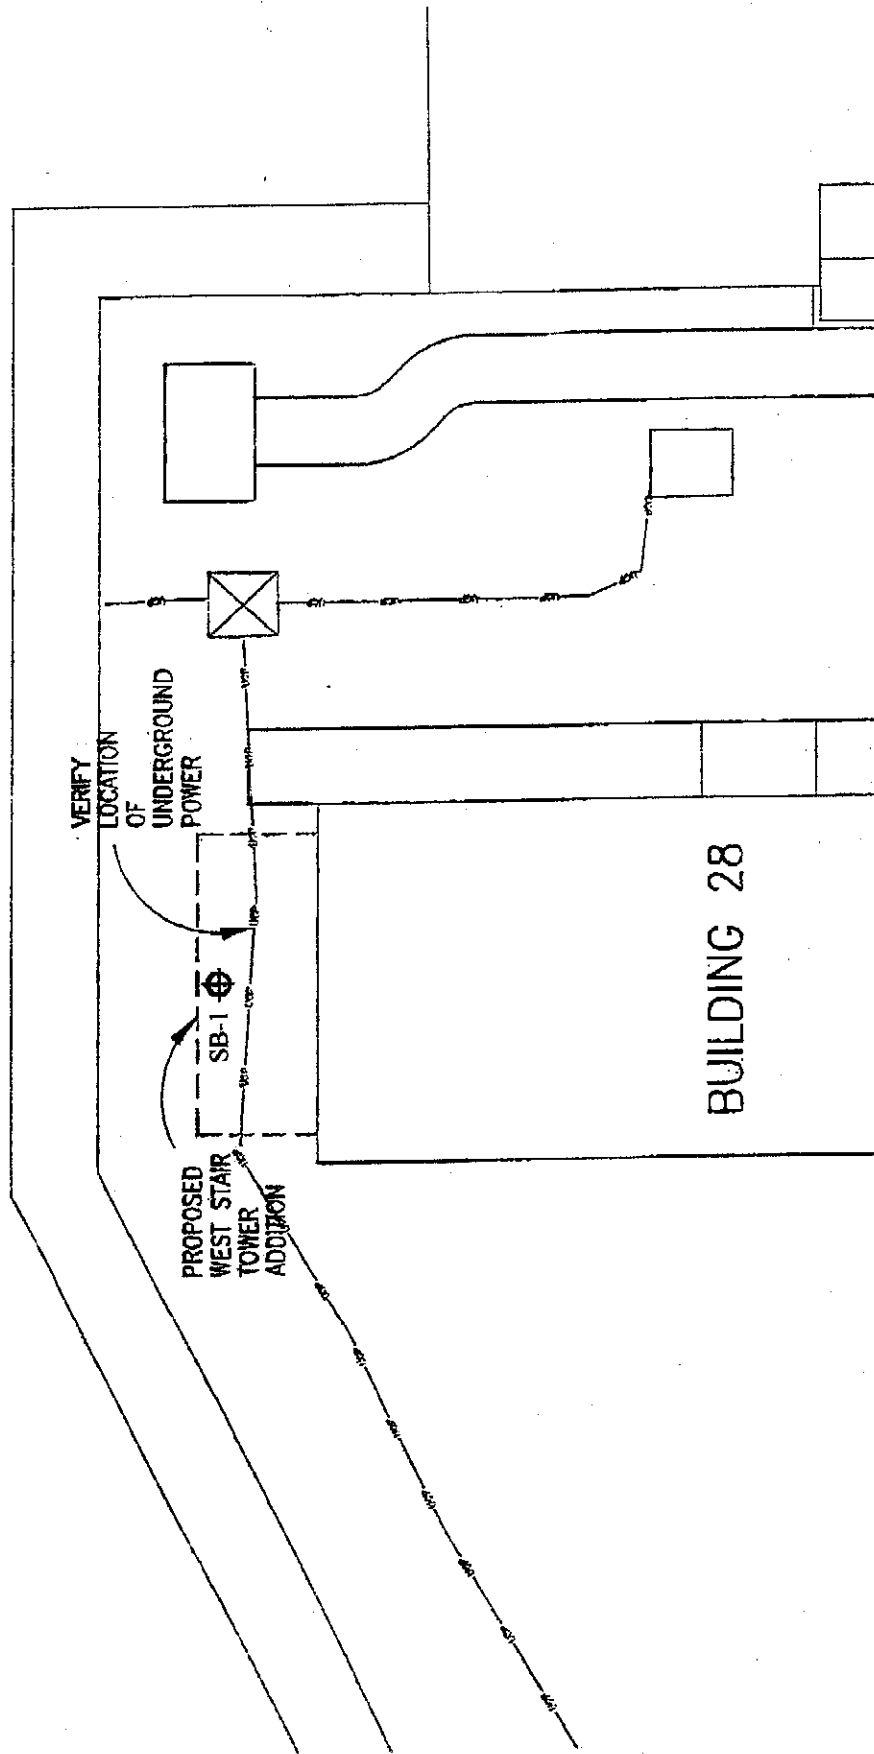 VERIFY
LOCATION
OF
UNDERGROUND
POWER
SB-1
PROPOSED
WEST STAIR
TOWER
ADDITION
BUILDING 28